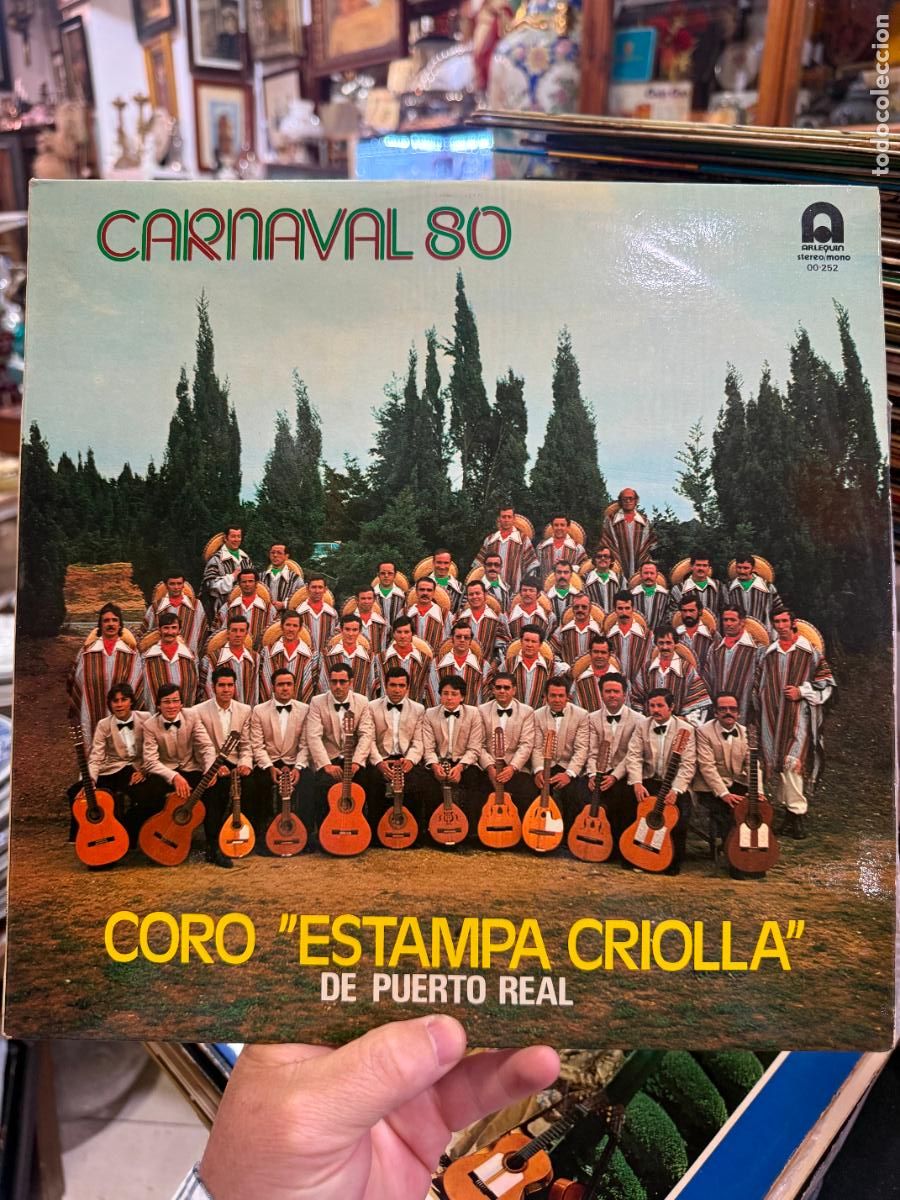 CARNAVAL 80
ARLEQUIN
stereo/mono
00-252
CORO "ESTAMPA CRIOLLA"
DE PUERTO REAL
todocoleccion